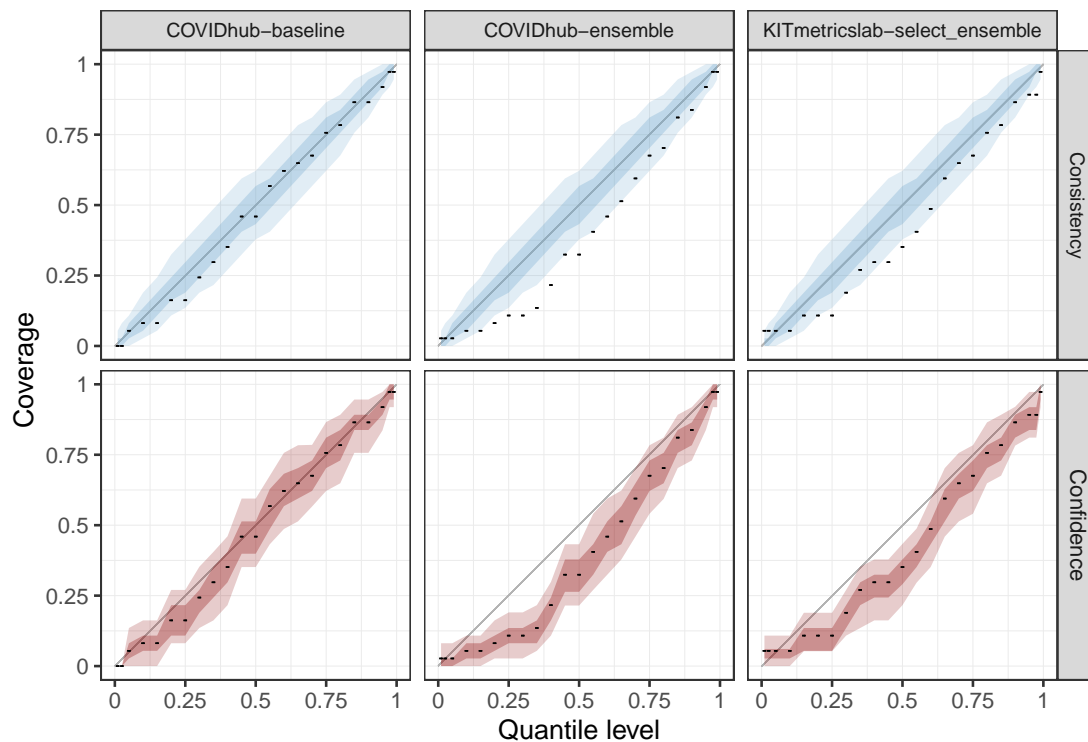 COVIDhub−baseline
COVIDhub−ensemble
KITmetricslab−select_ensemble
1
0.75
0.5
0.25
0
Consistency
1
0.75
0.5
0.25
0
Confidence
Coverage
0 0.25 0.5 0.75 1
0 0.25 0.5 0.75 1
0 0.25 0.5 0.75 1
Quantile level